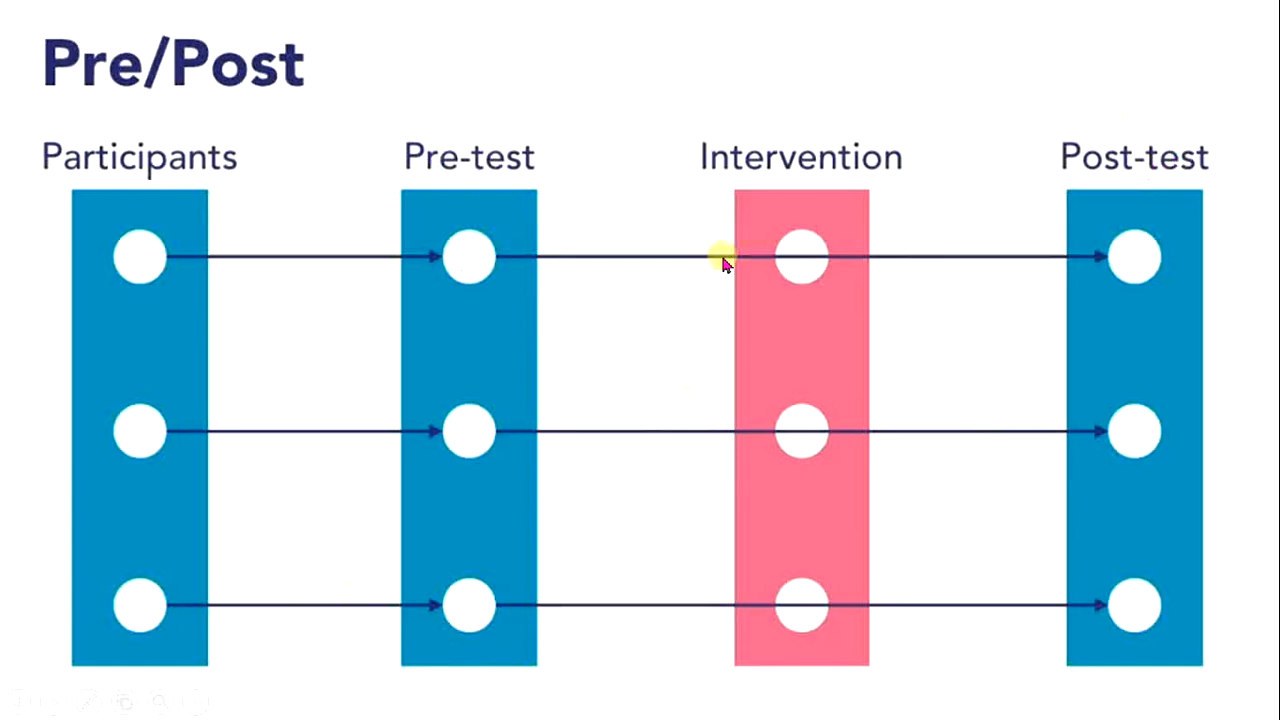 Pre/Post
Participants
Pre-test
Intervention
Post-test